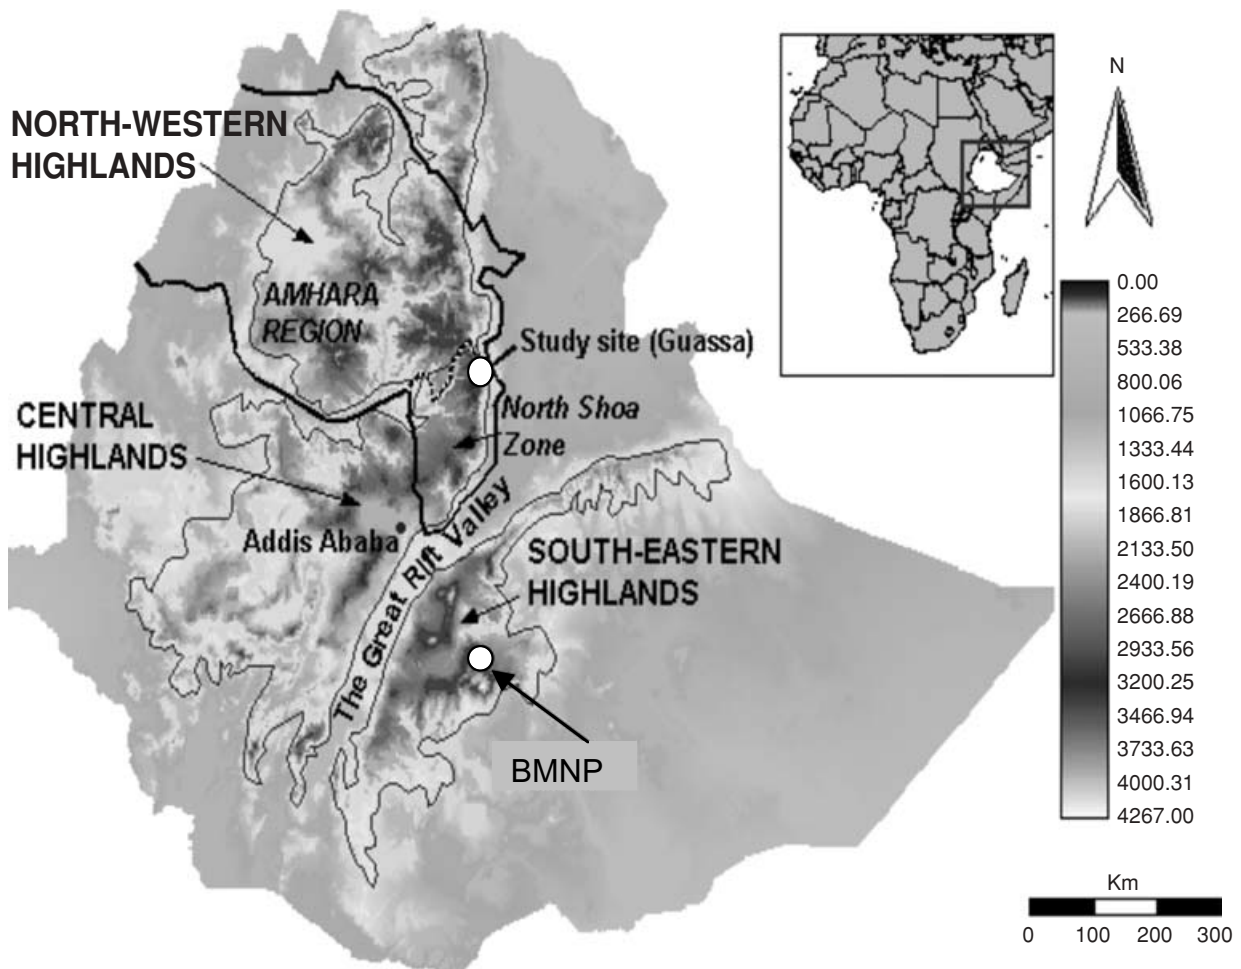 NORTH-WESTERN
HIGHLANDS
AMHARA
REGION
Study site (Guassa)
North Shoa
Zone
CENTRAL
HIGHLANDS
Addis Ababa
The Great Rift Valley
SOUTH-EASTERN
HIGHLANDS
BMNP
N
0.00
266.69
533.38
800.06
1066.75
1333.44
1600.13
1866.81
2133.50
2400.19
2666.88
2933.56
3200.25
3466.94
3733.63
4000.31
4267.00
Km
0 100 200 300